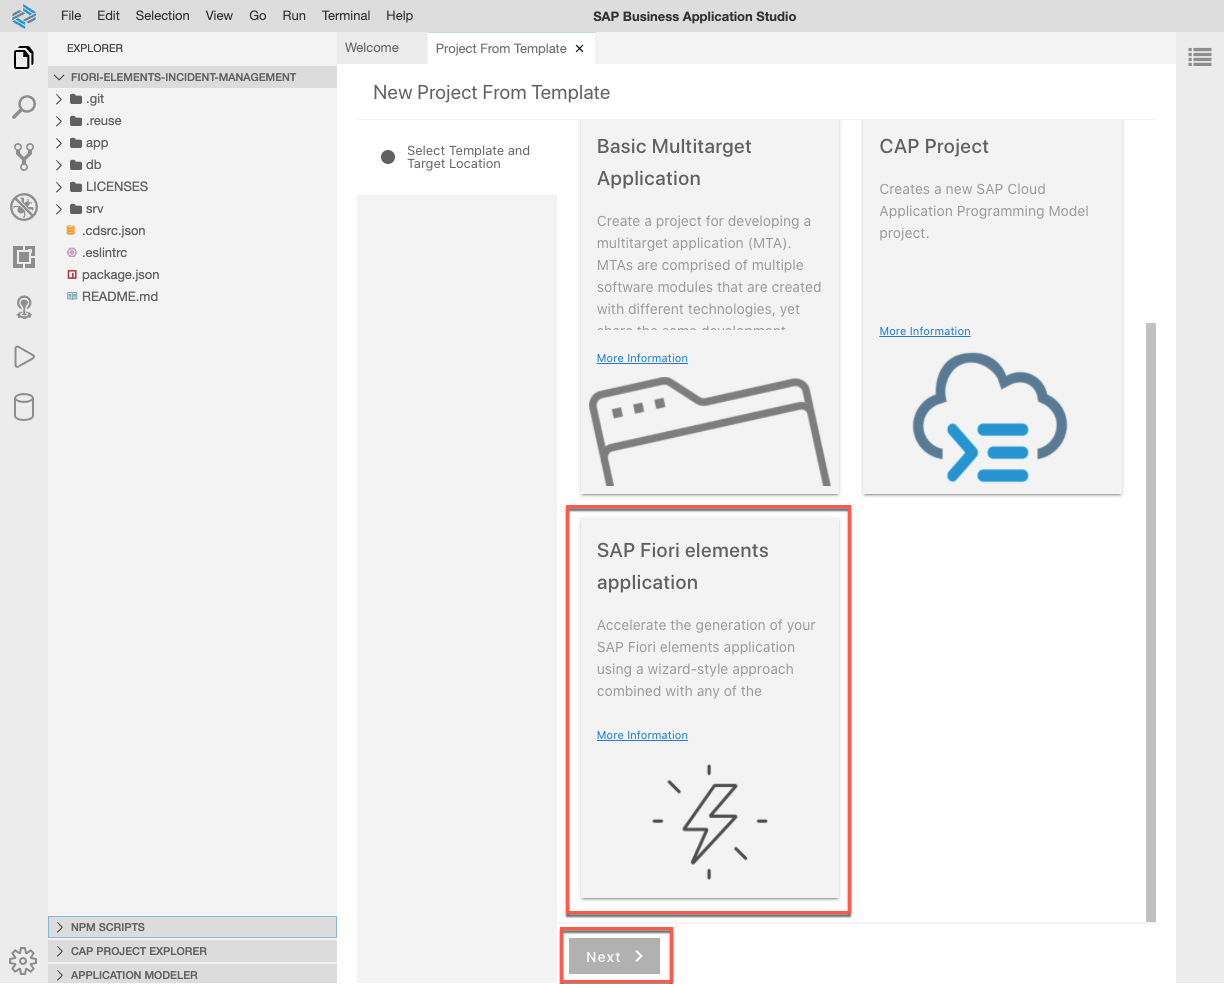 File Edit Selection View Go Run Terminal Help
SAP Business Application Studio
EXPLORER
FIORI-ELEMENTS-INCIDENT-MANAGEMENT
.git
.reuse
app
db
LICENSES
srv
.cdsrc.json
.eslintrc
package.json
README.md
NPM SCRIPTS
CAP PROJECT EXPLORER
APPLICATION MODELER
Welcome
Project From Template
New Project From Template
Select Template and
Target Location
Basic Multitarget
Application
Create a project for developing a
multitarget application (MTA).
MTAs are comprised of multiple
software modules that are created
with different technologies, yet
share the same development
More Information
CAP Project
Creates a new SAP Cloud
Application Programming Model
project.
More Information
SAP Fiori elements
application
Accelerate the generation of your
SAP Fiori elements application
using a wizard-style approach
combined with any of the
More Information
Next